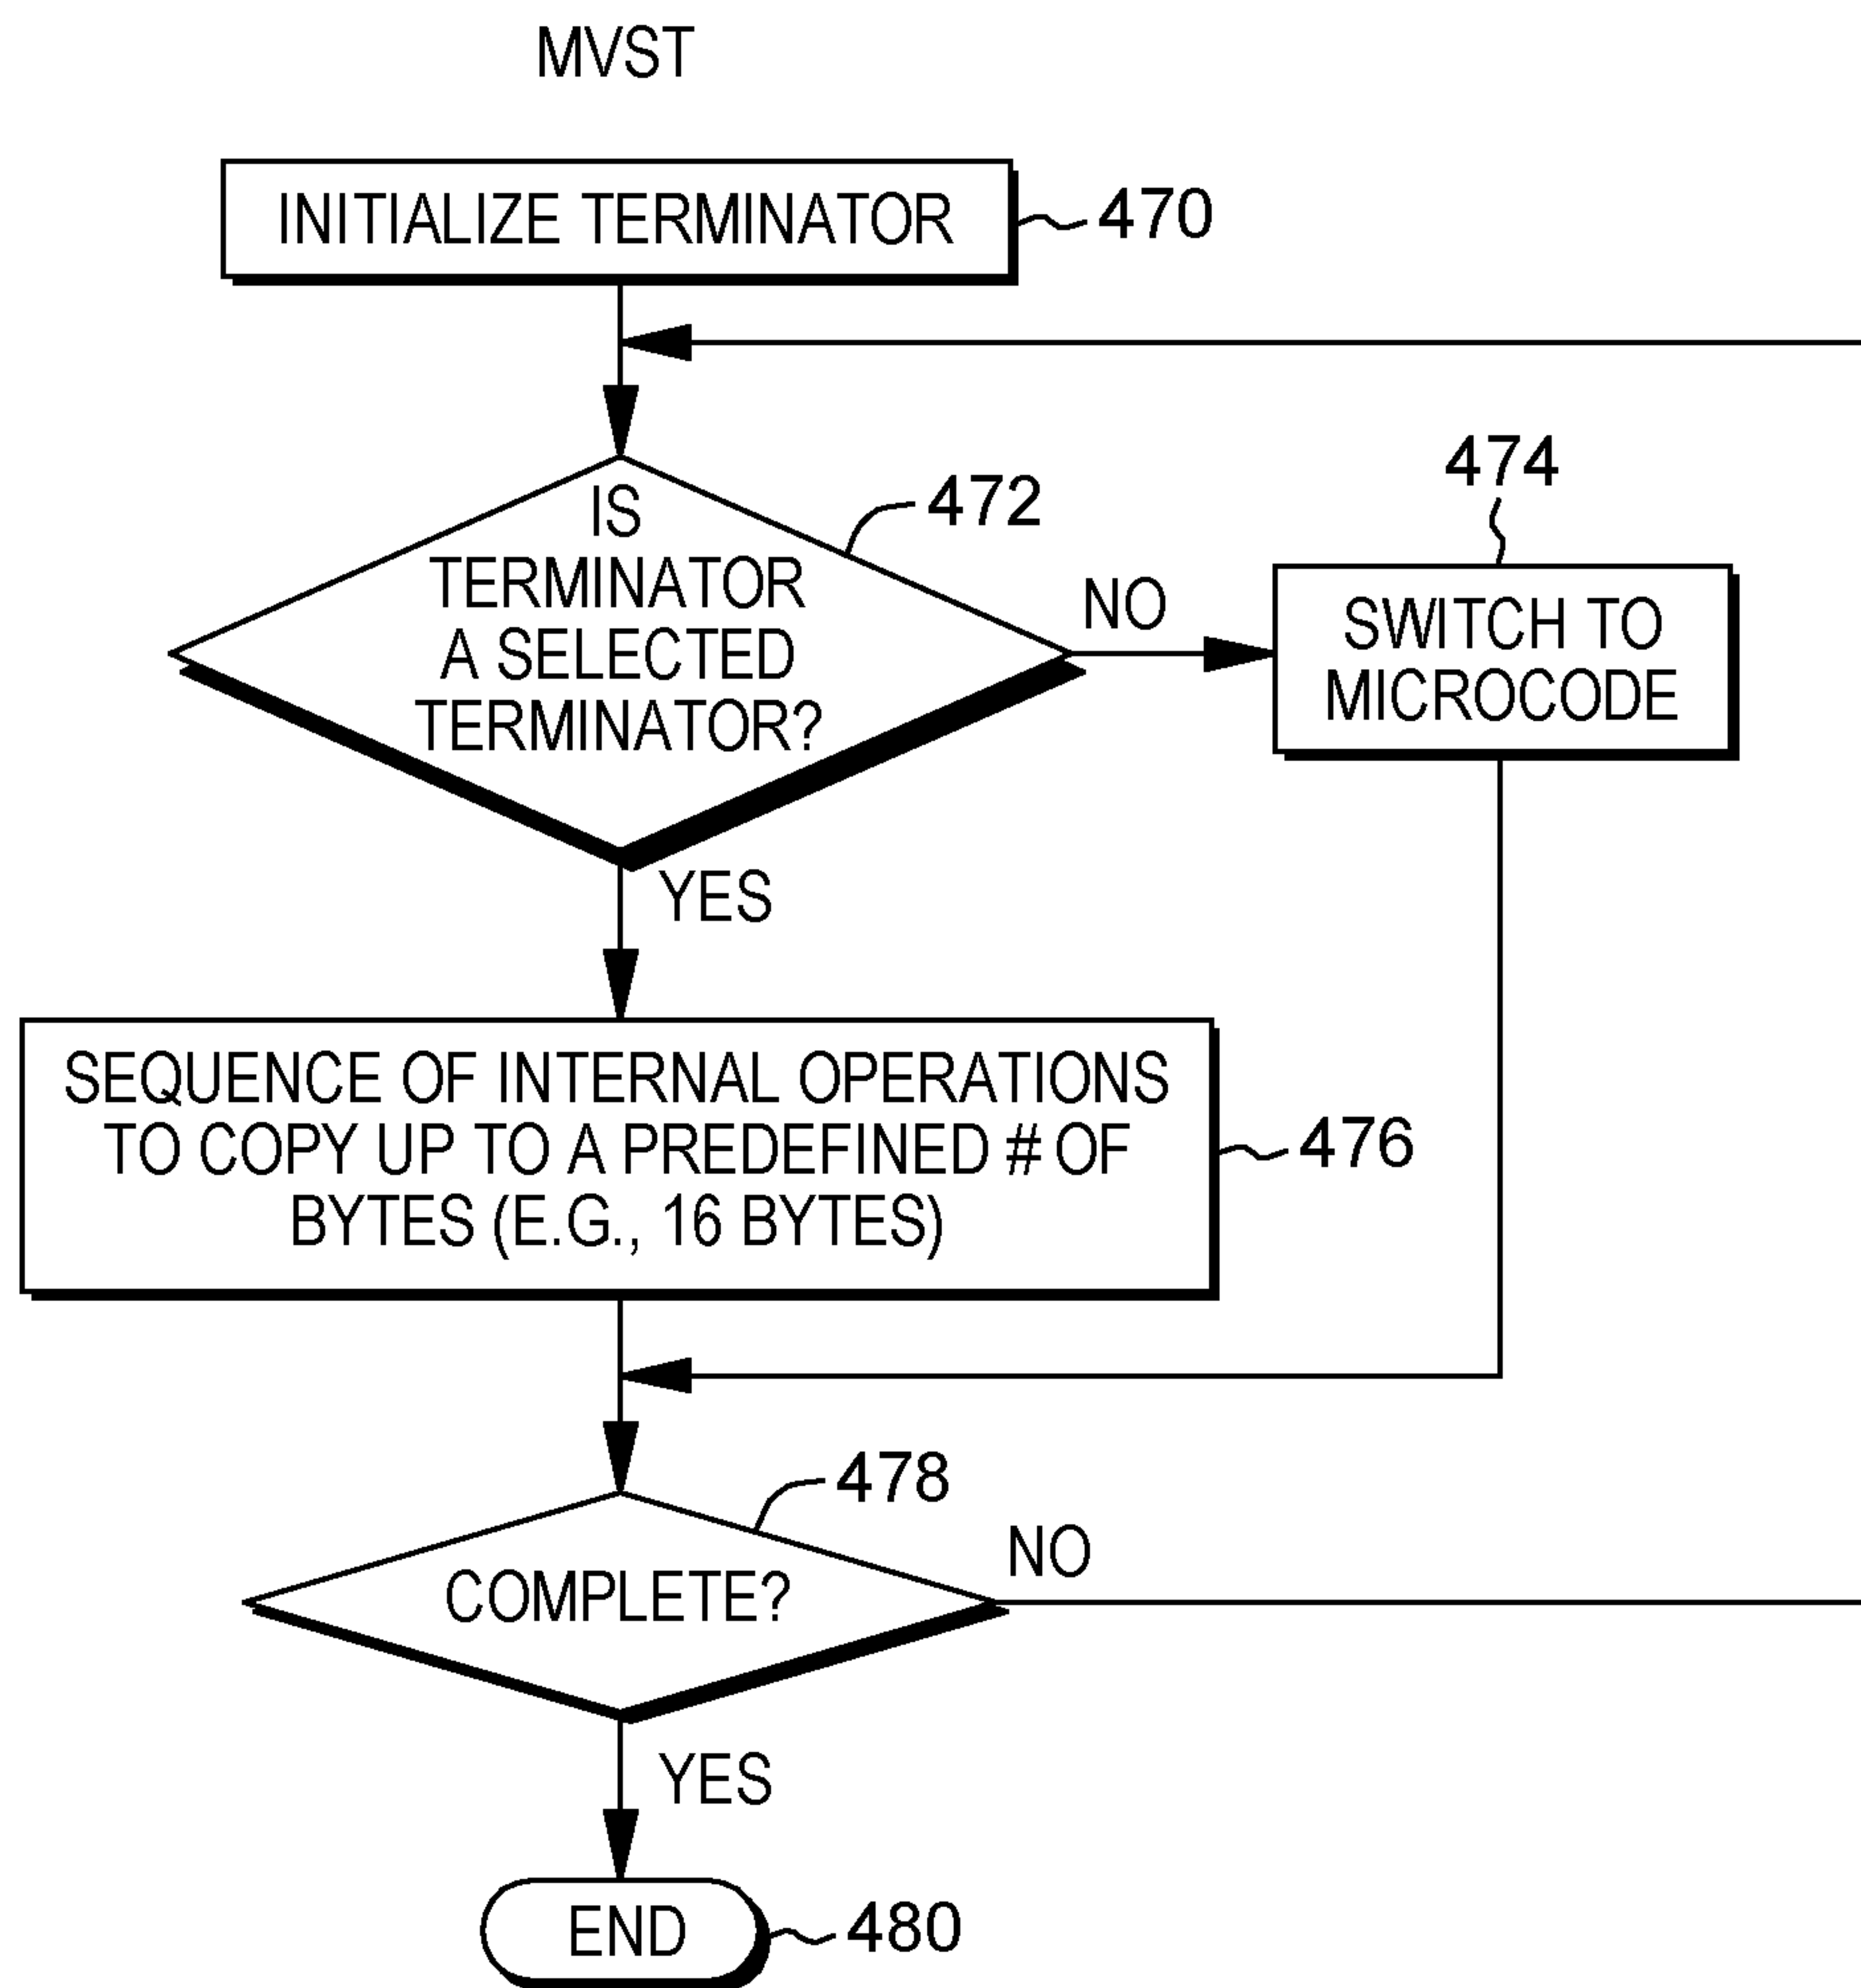 MVST
INITIALIZE TERMINATOR
470
IS
TERMINATOR
A SELECTED
TERMINATOR?
472
NO
474
SWITCH TO
MICROCODE
YES
SEQUENCE OF INTERNAL OPERATIONS
TO COPY UP TO A PREDEFINED # OF
BYTES (E.G., 16 BYTES)
476
478
COMPLETE?
NO
YES
END
480